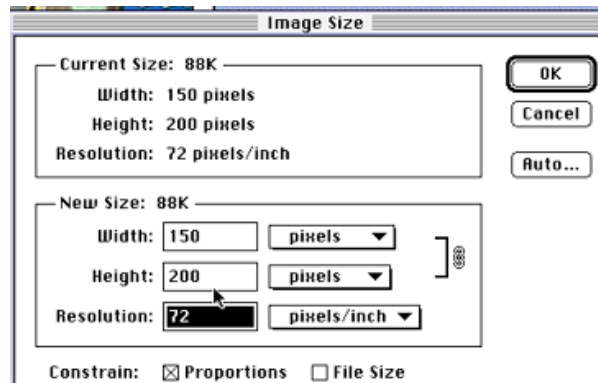 Image Size
Current Size: 88K
Width: 150 pixels
Height: 200 pixels
Resolution: 72 pixels/inch
OK
Cancel
Auto...
New Size: 88K
Width: 150 pixels
Height: 200 pixels
Resolution: 72 pixels/inch
Constrain: Proportions File Size